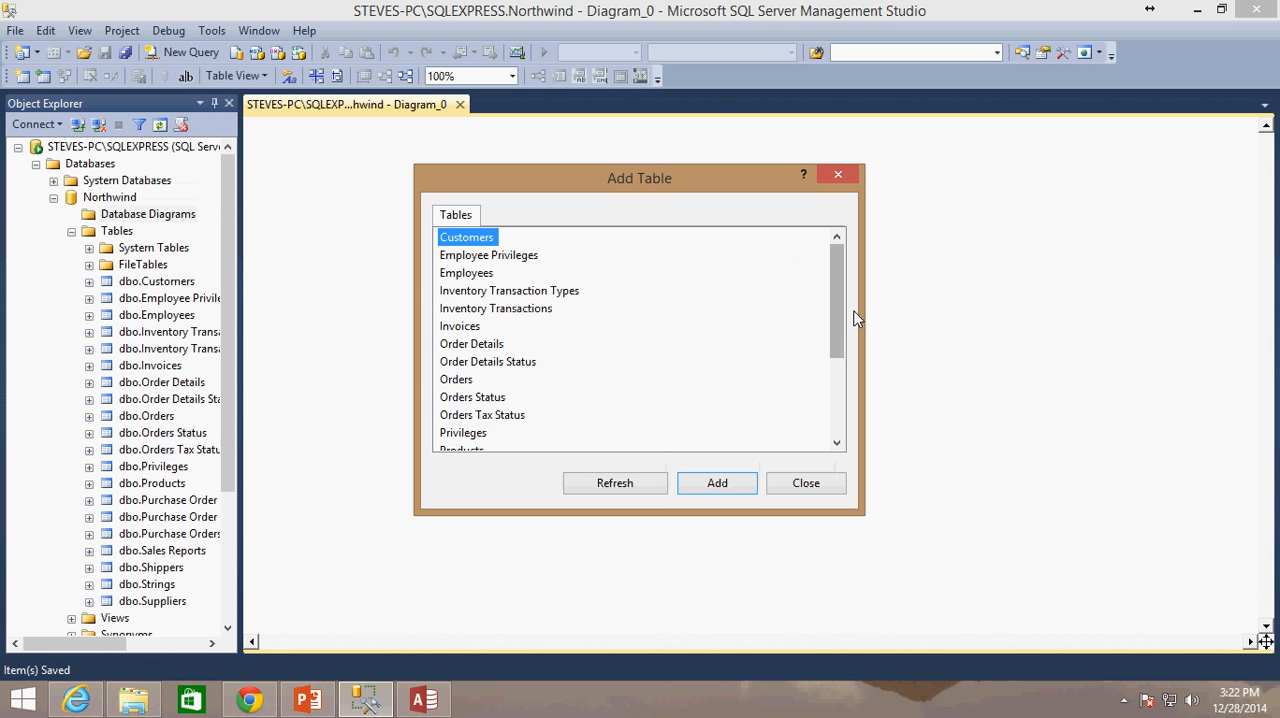 STEVES-PC\SQLEXPRESS.Northwind - Diagram_0 - Microsoft SQL Server Management Studio
File Edit View Project Debug Tools Window Help
New Query
Table View 100%
Object Explorer
STEVES-PC\SQLEXP...hwind - Diagram_0
Connect
STEVES-PC\SQLEXPRESS (SQL Serv
Databases
System Databases
Northwind
Database Diagrams
Tables
System Tables
FileTables
dbo.Customers
dbo.Employee Privile
dbo.Employees
dbo.Inventory Transa
dbo.Inventory Transa
dbo.Invoices
dbo.Order Details
dbo.Order Details Sta
dbo.Orders
dbo.Orders Status
dbo.Orders Tax Statu
dbo.Privileges
dbo.Products
dbo.Purchase Order
dbo.Purchase Order
dbo.Purchase Orders
dbo.Sales Reports
dbo.Shippers
dbo.Strings
dbo.Suppliers
Views
Synonyms
Add Table
?
Tables
Customers
Employee Privileges
Employees
Inventory Transaction Types
Inventory Transactions
Invoices
Order Details
Order Details Status
Orders
Orders Status
Orders Tax Status
Privileges
Products
Refresh Add Close
Item(s) Saved
3:22 PM
12/28/2014